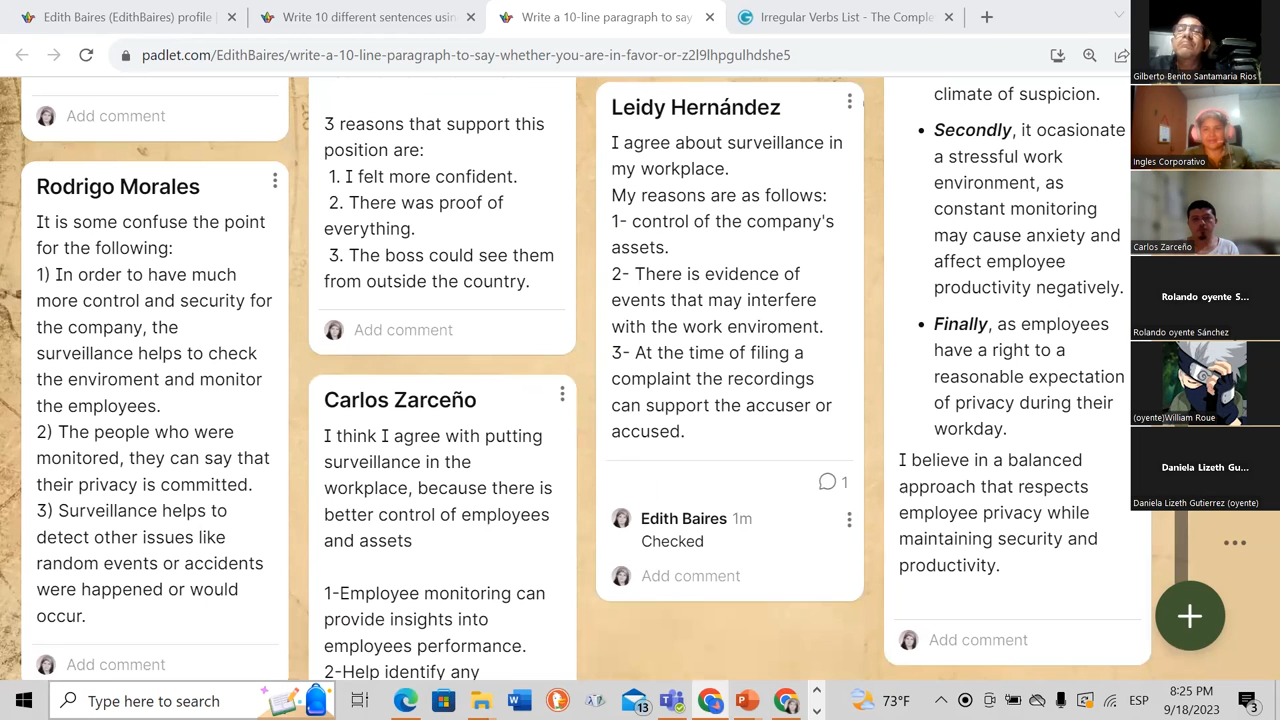 Edith Baires (EdithBaires) profile |
Write 10 different sentences using
Write a 10-line paragraph to say
Irregular Verbs List - The Comple
padlet.com/EdithBaires/write-a-10-line-paragraph-to-say-whether-you-are-in-favor-or-z2l9lhpgulhdshe5
Add comment
Rodrigo Morales
It is some confuse the point
for the following:
1) In order to have much
more control and security for
the company, the
surveillance helps to check
the enviroment and monitor
the employees.
2) The people who were
monitored, they can say that
their privacy is committed.
3) Surveillance helps to
detect other issues like
random events or accidents
were happened or would
occur.
Add comment
3 reasons that support this
position are:
1. I felt more confident.
2. There was proof of
everything.
3. The boss could see them
from outside the country.
Add comment
Carlos Zarceño
I think I agree with putting
surveillance in the
workplace, because there is
better control of employees
and assets
1-Employee monitoring can
provide insights into
employees performance.
2-Help identify any
Leidy Hernández
I agree about surveillance in
my workplace.
My reasons are as follows:
1- control of the company's
assets.
2- There is evidence of
events that may interfere
with the work enviroment.
3- At the time of filing a
complaint the recordings
can support the accuser or
accused.
1
Edith Baires 1m
Checked
Add comment
climate of suspicion.
• Secondly, it ocasionate
a stressful work
environment, as
constant monitoring
may cause anxiety and
affect employee
productivity negatively.
• Finally, as employees
have a right to a
reasonable expectation
of privacy during their
workday.
I believe in a balanced
approach that respects
employee privacy while
maintaining security and
productivity.
Add comment
Gilberto Benito Santamaria Rios
Ingles Corporativo
Carlos Zarceño
Rolando oyente S...
Rolando oyente Sánchez
(oyente)William Roue
Daniela Lizeth Gu...
Daniela Lizeth Gutierrez (oyente)
Type here to search
13
73°F
ESP
8:25 PM
9/18/2023
3